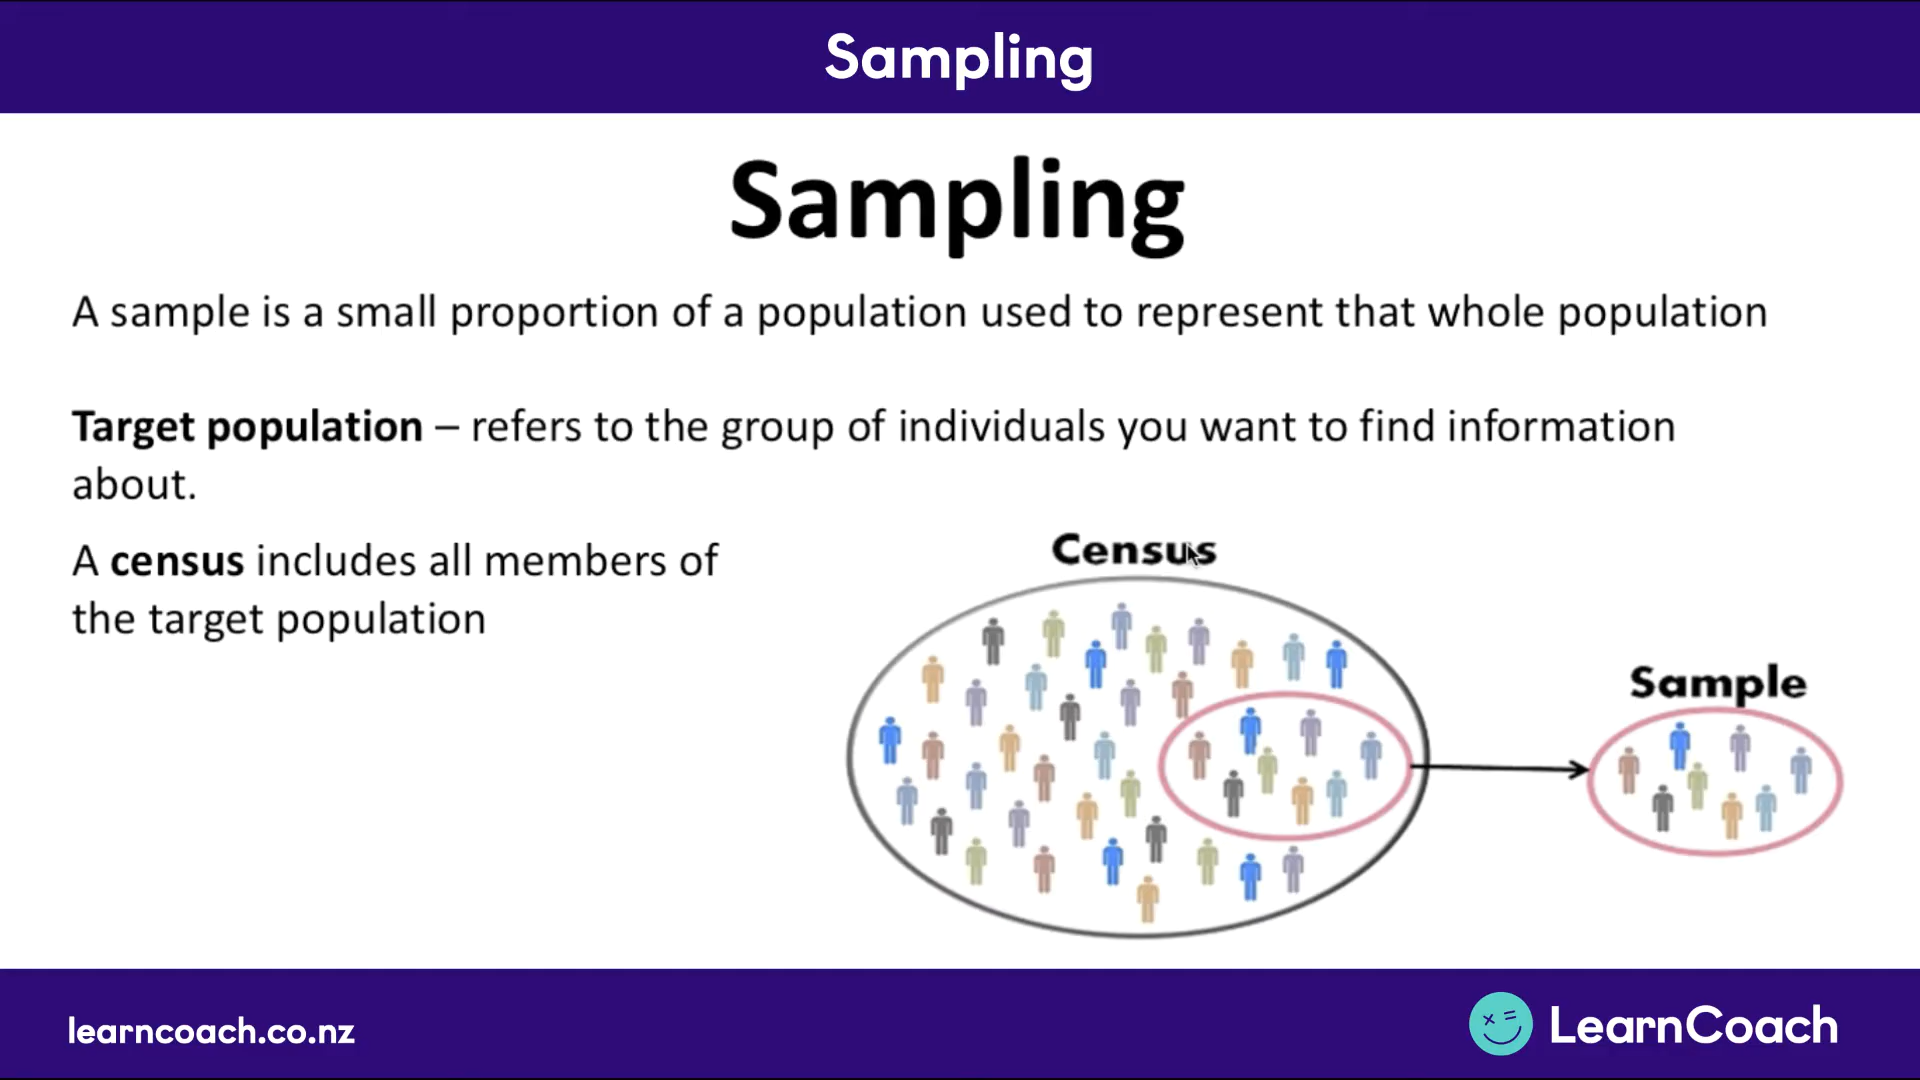 Sampling
Sampling
A sample is a small proportion of a population used to represent that whole population
Target population – refers to the group of individuals you want to find information
about.
A census includes all members of
the target population
Census
Sample
learncoach.co.nz
LearnCoach